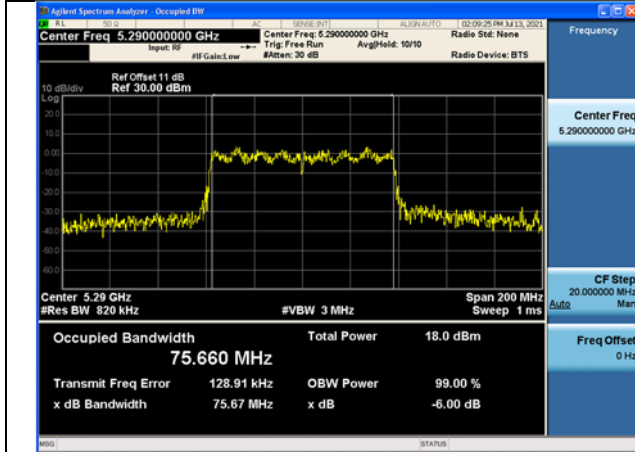 Agilent Spectrum Analyzer - Occupied BW
RL 50 Ω AC SENSE:INT ALIGN AUTO 02:09:25 PM Jul 13, 2021
Center Freq 5.290000000 GHz Center Freq: 5.290000000 GHz Radio Std: None
Input: RF Trig: Free Run Avg|Hold: 10/10
#IFGain:Low #Atten: 30 dB Radio Device: BTS
Ref Offset 11 dB
10 dB/div Ref 30.00 dBm
Log
20.0
10.0
0.00
-10.0
-20.0
-30.0
-40.0
-50.0
-60.0
Center 5.29 GHz Span 200 MHz
#Res BW 820 kHz #VBW 3 MHz Sweep 1 ms
Occupied Bandwidth Total Power 18.0 dBm
75.660 MHz
Transmit Freq Error 128.91 kHz OBW Power 99.00 %
x dB Bandwidth 75.67 MHz x dB -6.00 dB
MSG STATUS
Frequency
Center Freq
5.290000000 GHz
CF Step
20.000000 MHz
Auto Man
Freq Offset
0 Hz